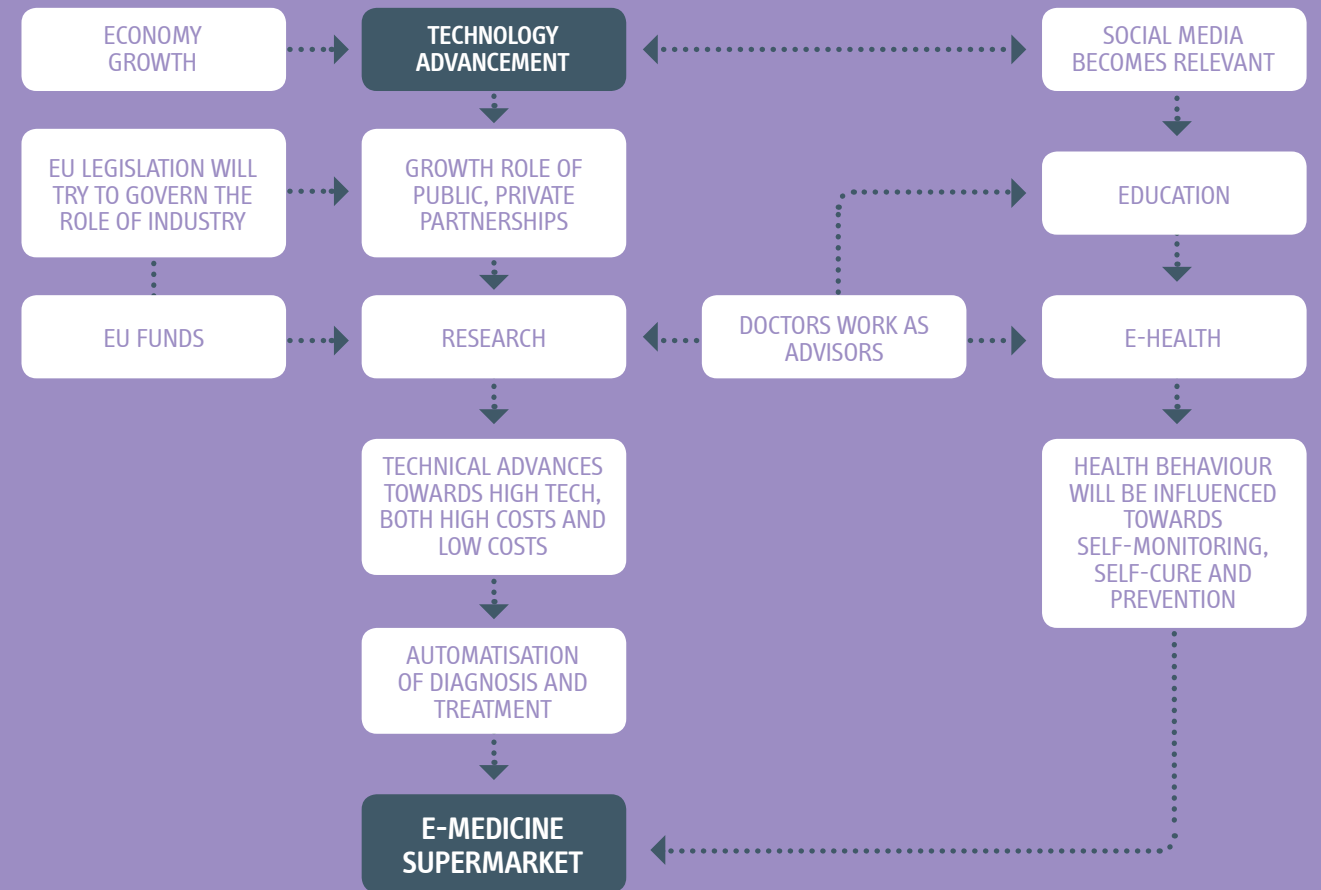 ECONOMY
GROWTH
TECHNOLOGY
ADVANCEMENT
SOCIAL MEDIA
BECOMES RELEVANT
EU LEGISLATION WILL
TRY TO GOVERN THE
ROLE OF INDUSTRY
GROWTH ROLE OF
PUBLIC, PRIVATE
PARTNERSHIPS
EDUCATION
EU FUNDS
RESEARCH
DOCTORS WORK AS
ADVISORS
E-HEALTH
TECHNICAL ADVANCES
TOWARDS HIGH TECH,
BOTH HIGH COSTS AND
LOW COSTS
HEALTH BEHAVIOUR
WILL BE INFLUENCED
TOWARDS
SELF-MONITORING,
SELF-CURE AND
PREVENTION
AUTOMATISATION
OF DIAGNOSIS AND
TREATMENT
E-MEDICINE
SUPERMARKET